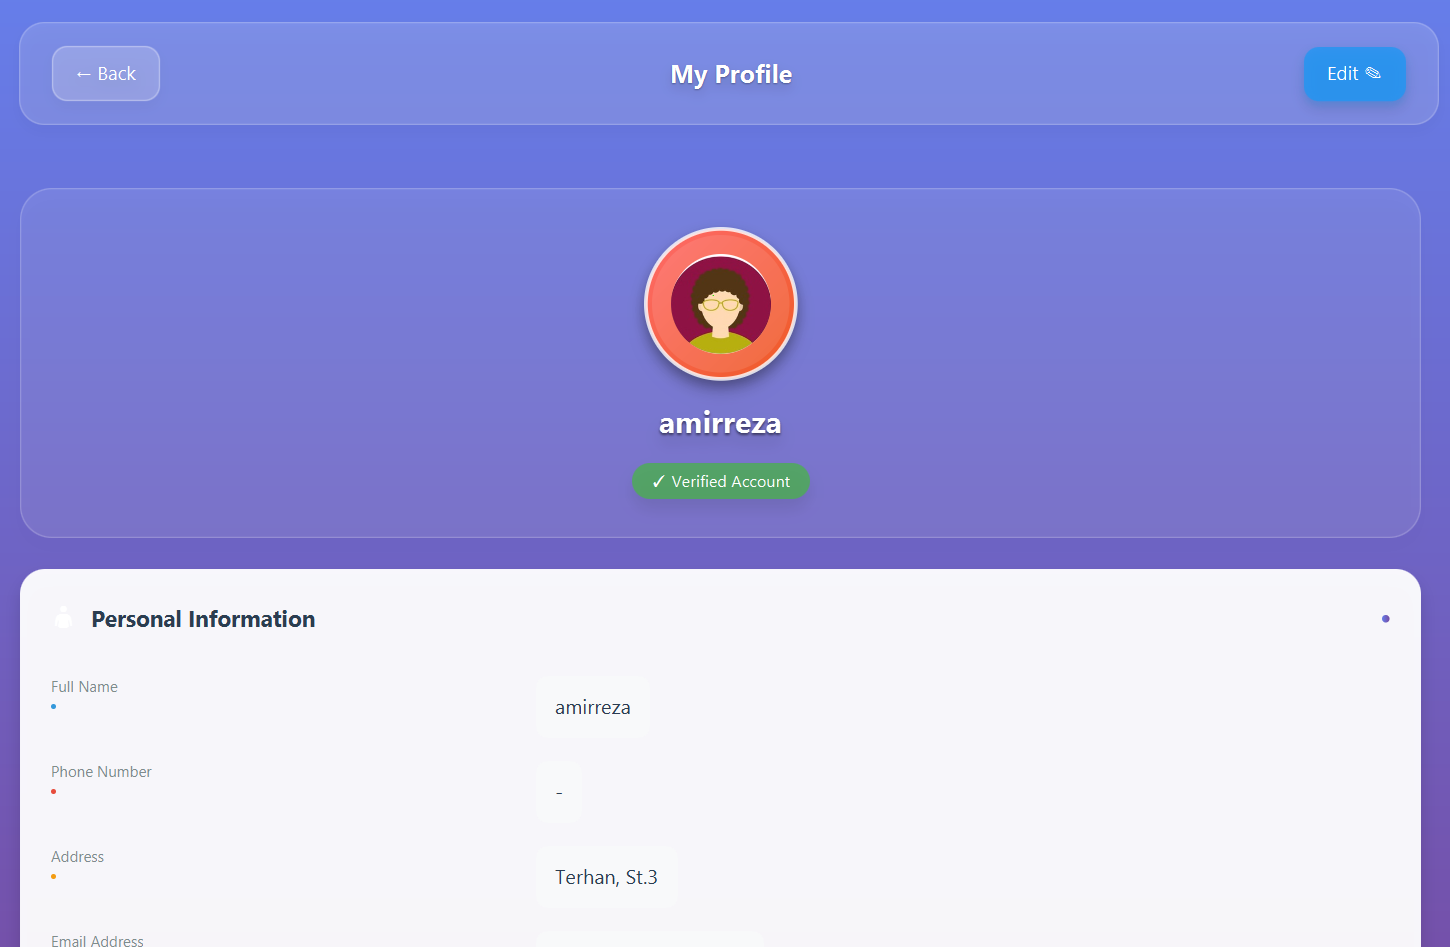 ← Back
My Profile
Edit ✎
amirreza
✓ Verified Account
Personal Information
Full Name
amirreza
Phone Number
-
Address
Terhan, St.3
Email Address